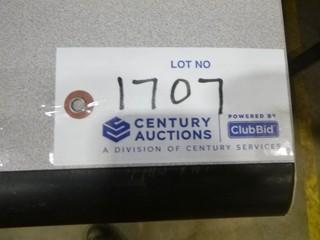 LOT NO
1707
CENTURY
AUCTIONS
POWERED BY
ClubBid
A DIVISION OF CENTURY SERVICES